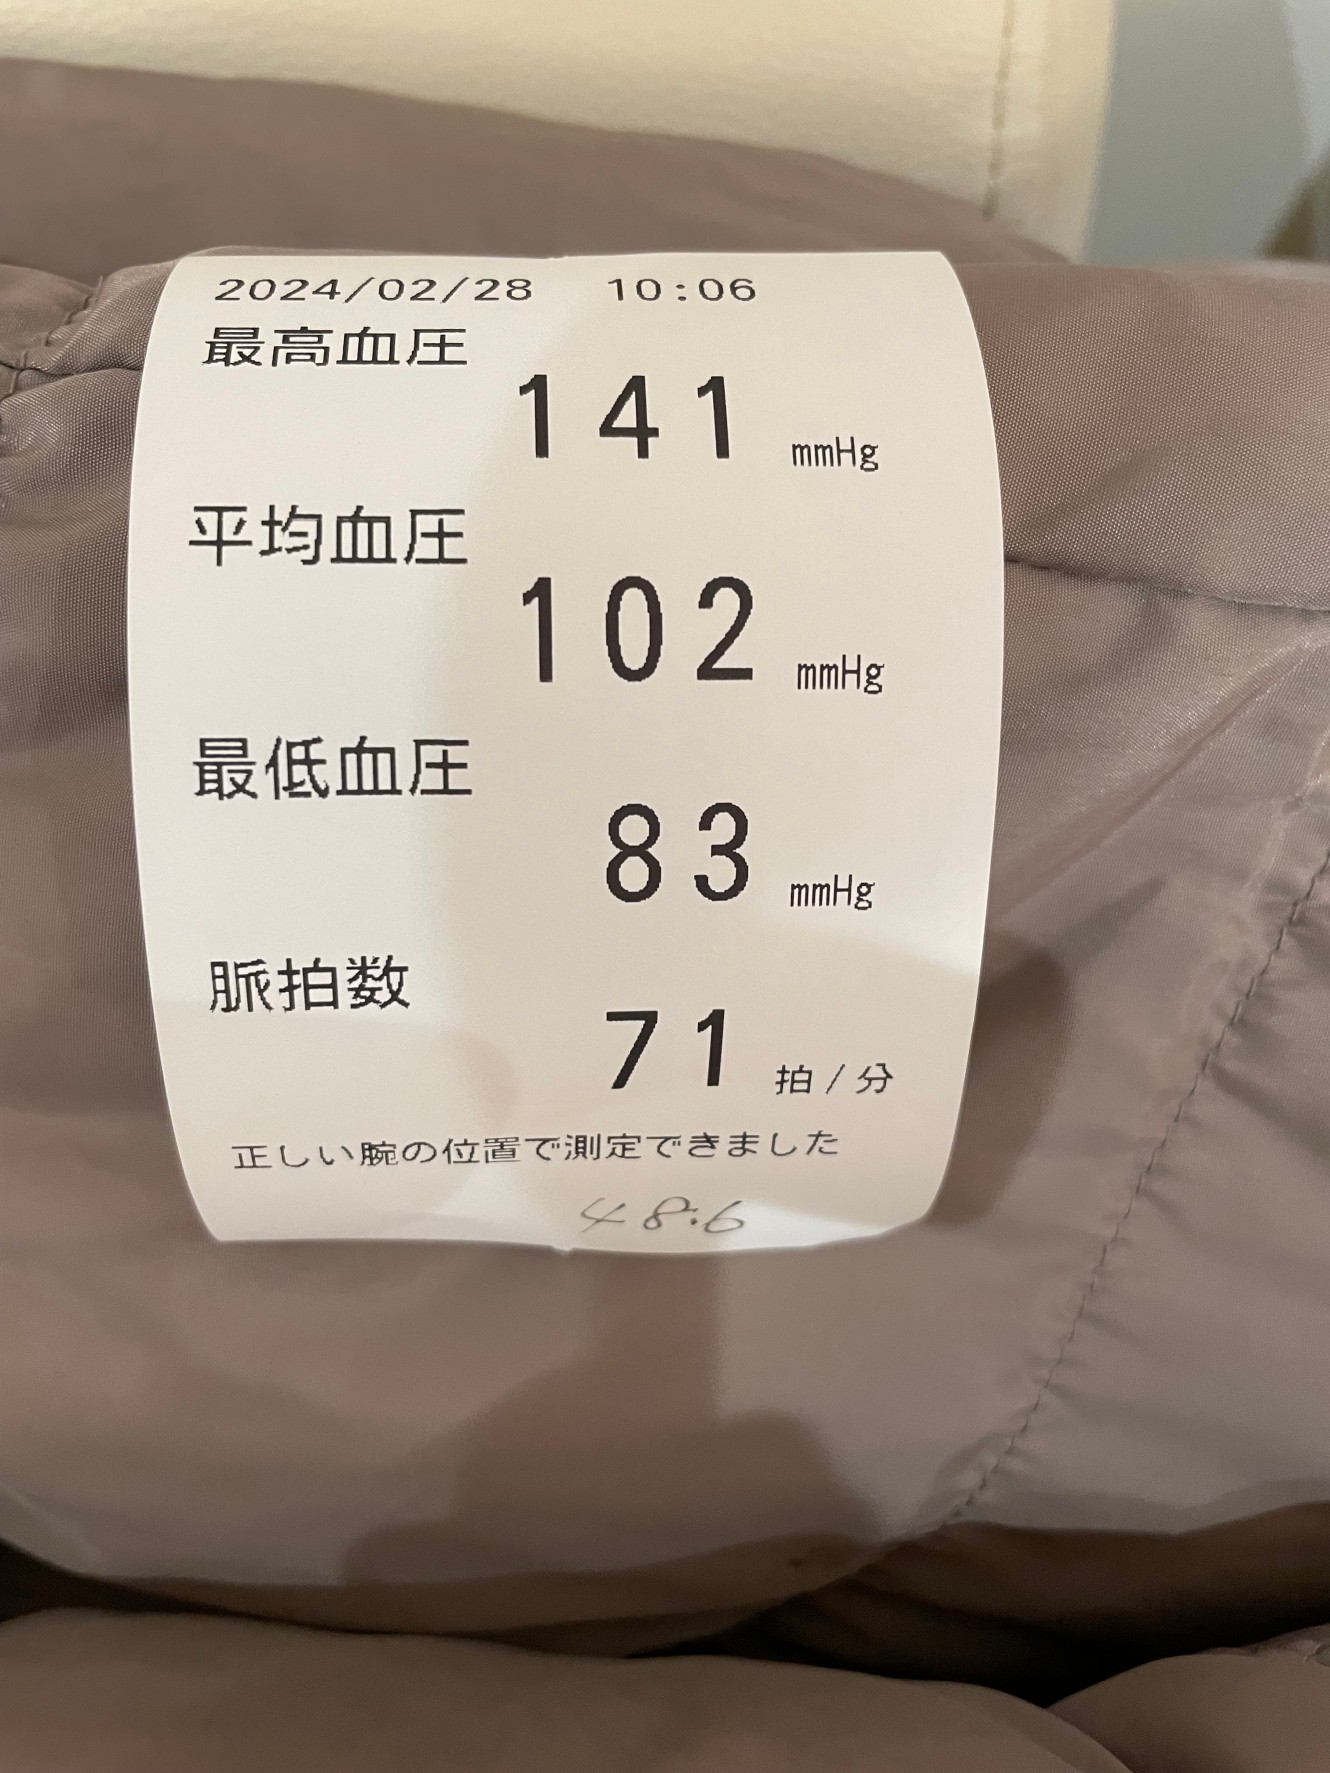 2024/02/28 10:06
最高血圧
141 mmHg
平均血圧
102 mmHg
最低血圧
83 mmHg
脈拍数
71 拍/分
正しい腕の位置で測定できました
48.6